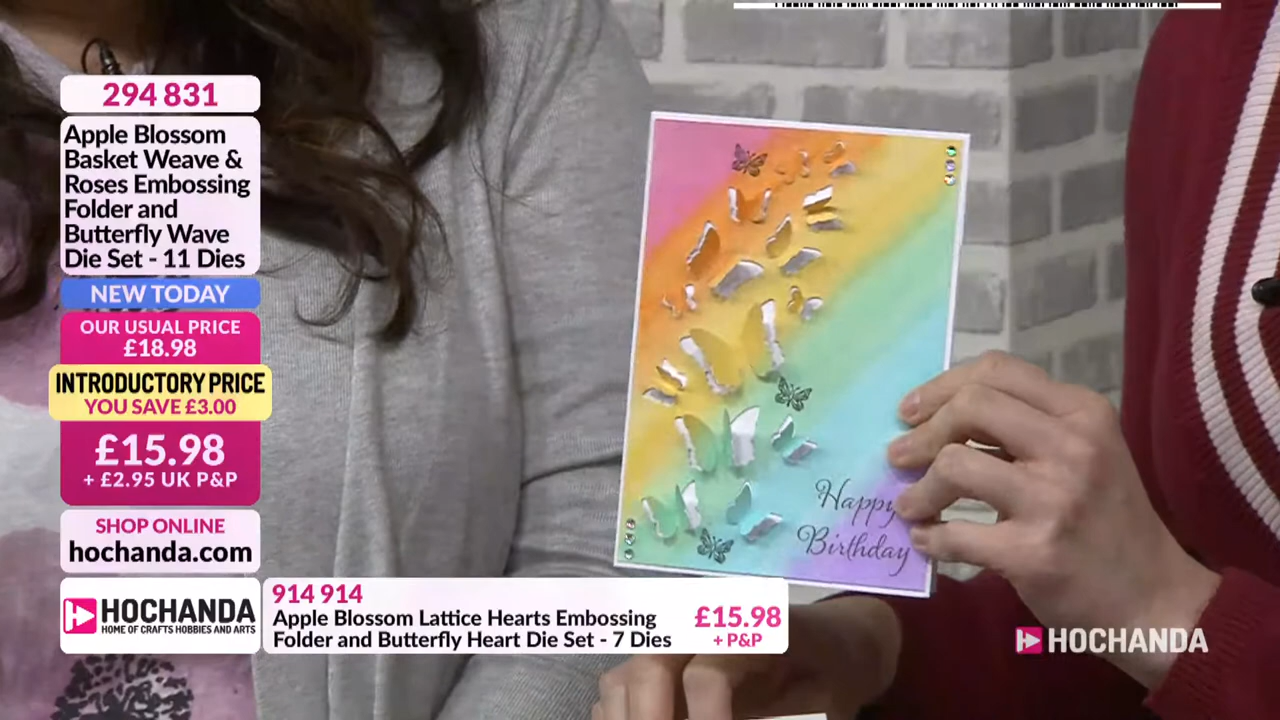 294 831
Apple Blossom
Basket Weave &
Roses Embossing
Folder and
Butterfly Wave
Die Set - 11 Dies
NEW TODAY
OUR USUAL PRICE
£18.98
INTRODUCTORY PRICE
YOU SAVE £3.00
£15.98
+ £2.95 UK P&P
SHOP ONLINE
hochanda.com
HOCHANDA
HOME OF CRAFTS HOBBIES AND ARTS
914 914
Apple Blossom Lattice Hearts Embossing
Folder and Butterfly Heart Die Set - 7 Dies
£15.98
+ P&P
Happy
Birthday
HOCHANDA